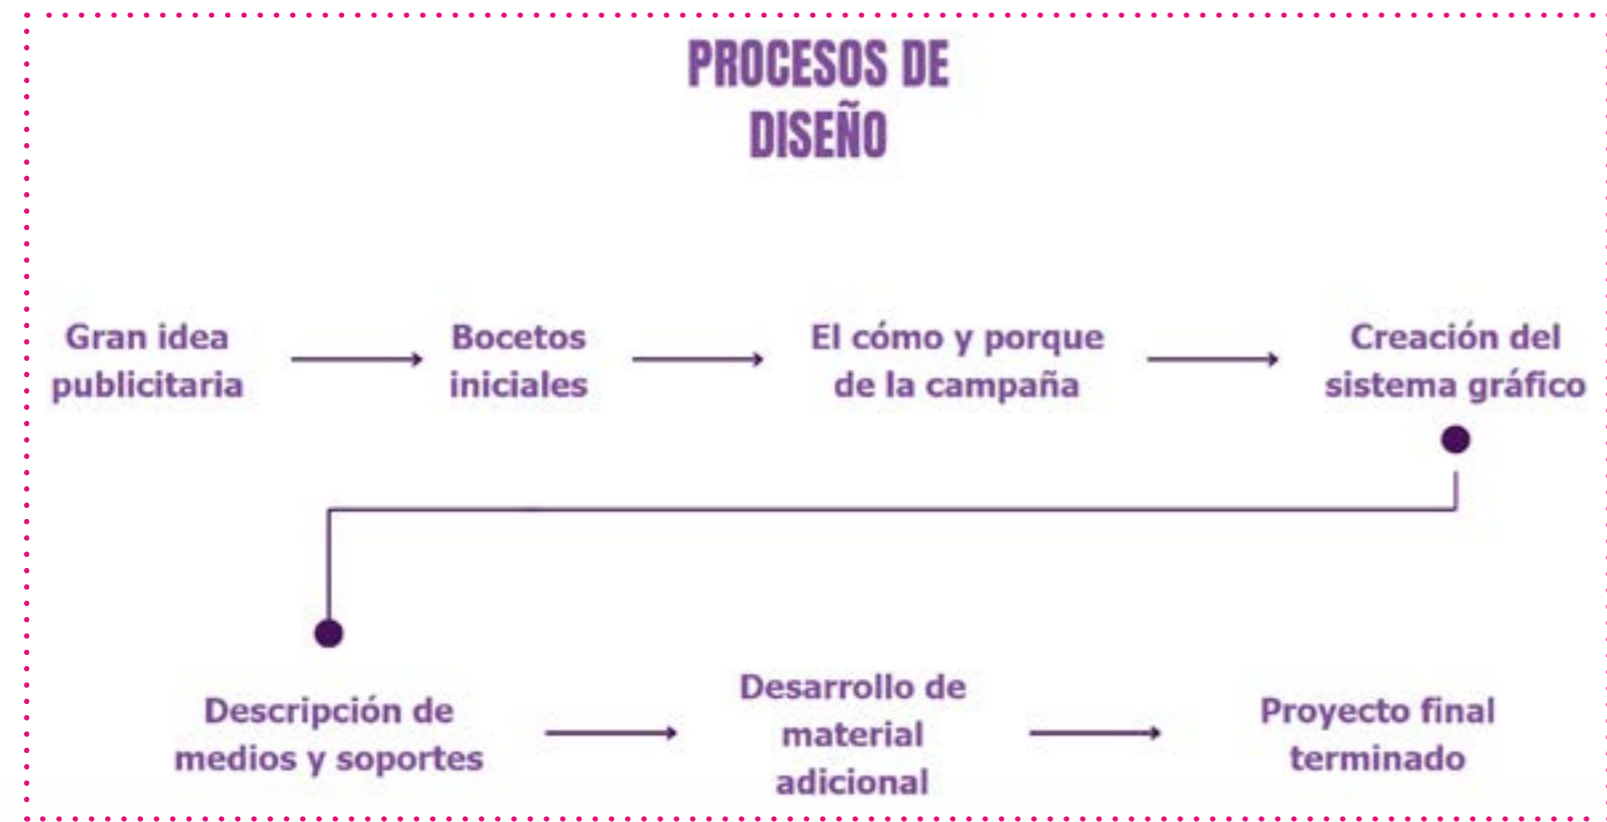 PROCESOS DE
DISEÑO
Gran idea
publicitaria
Bocetos
iniciales
El cómo y porque
de la campaña
Creación del
sistema gráfico
Descripción de
medios y soportes
Desarrollo de
material
adicional
Proyecto final
terminado